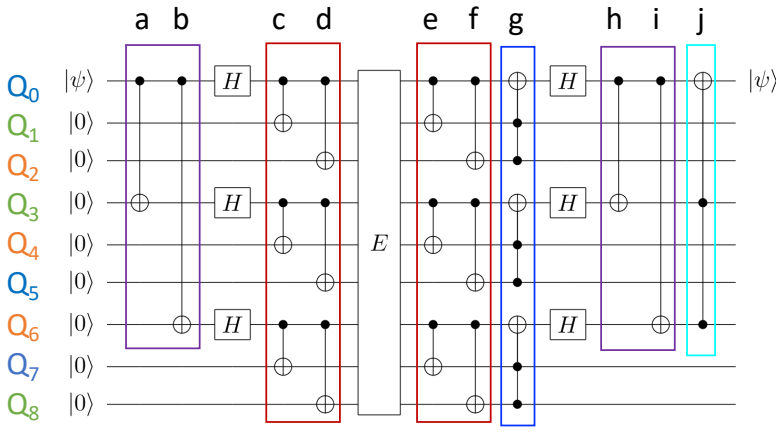 a b c d e f g h i j
Q0 |ψ⟩ H H |ψ⟩
Q1 |0⟩
Q2 |0⟩
Q3 |0⟩ H H
Q4 |0⟩ E
Q5 |0⟩
Q6 |0⟩ H H
Q7 |0⟩
Q8 |0⟩